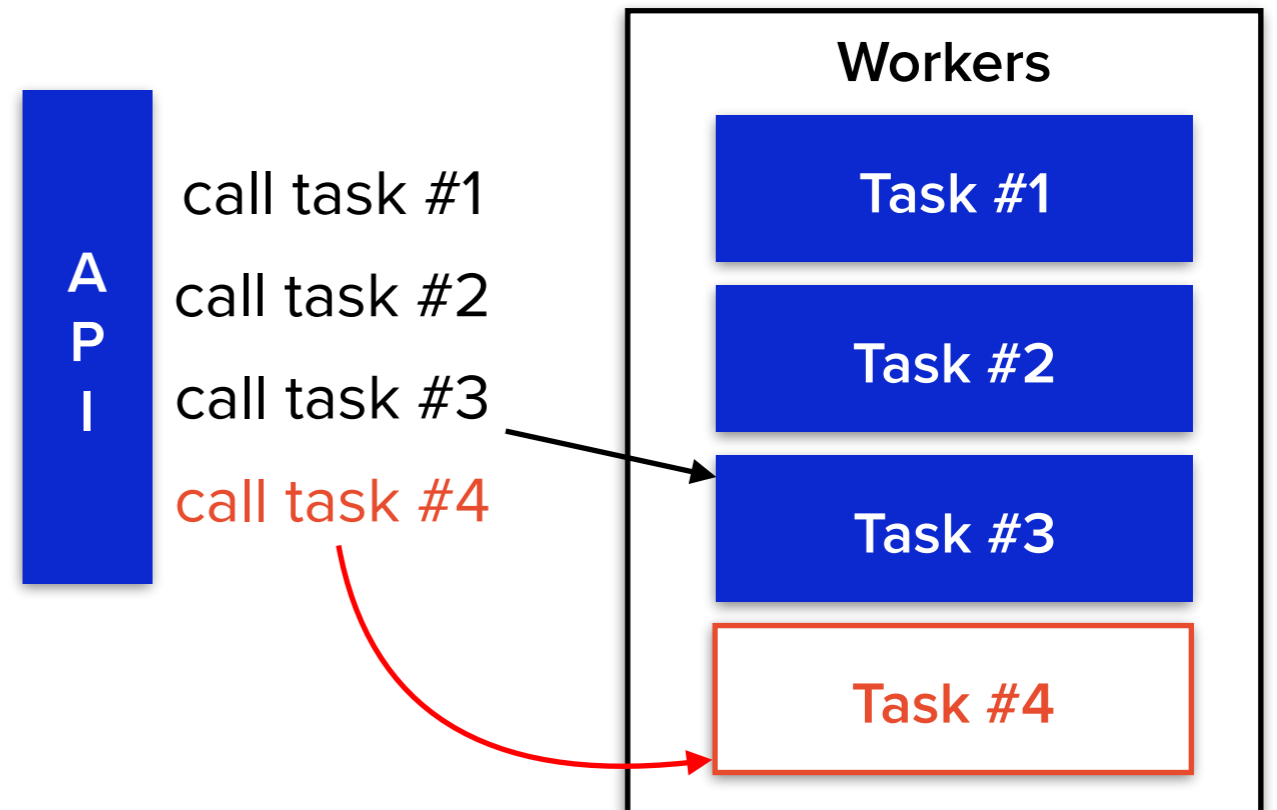 A
P
I
call task #1
call task #2
call task #3
call task #4
Workers
Task #1
Task #2
Task #3
Task #4